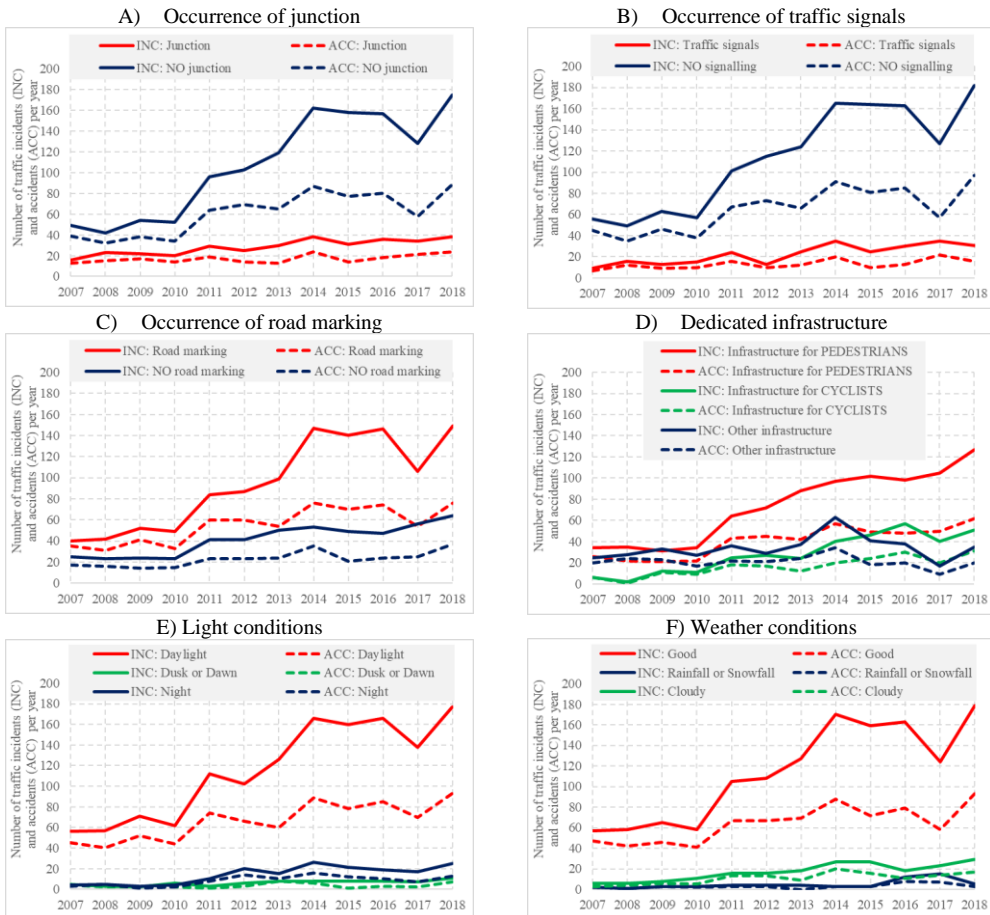 A) Occurrence of junction
INC: Junction ACC: Junction
INC: NO junction ACC: NO junction
Number of traffic incidents (INC)
and accidents (ACC) per year
200
180
160
140
120
100
80
60
40
20
0
2007 2008 2009 2010 2011 2012 2013 2014 2015 2016 2017 2018
B) Occurrence of traffic signals
INC: Traffic signals ACC: Traffic signals
INC: NO signalling ACC: NO signalling
Number of traffic incidents (INC)
and accidents (ACC) per year
200
180
160
140
120
100
80
60
40
20
0
2007 2008 2009 2010 2011 2012 2013 2014 2015 2016 2017 2018
C) Occurrence of road marking
INC: Road marking ACC: Road marking
INC: NO road marking ACC: NO road marking
Number of traffic incidents (INC)
and accidents (ACC) per year
200
180
160
140
120
100
80
60
40
20
0
2007 2008 2009 2010 2011 2012 2013 2014 2015 2016 2017 2018
D) Dedicated infrastructure
INC: Infrastructure for PEDESTRIANS
ACC: Infrastructure for PEDESTRIANS
INC: Infrastructure for CYCLISTS
ACC: Infrastructure for CYCLISTS
INC: Other infrastructure
ACC: Other infrastructure
Number of traffic incidents (INC)
and accidents (ACC) per year
200
180
160
140
120
100
80
60
40
20
0
2007 2008 2009 2010 2011 2012 2013 2014 2015 2016 2017 2018
E) Light conditions
INC: Daylight ACC: Daylight
INC: Dusk or Dawn ACC: Dusk or Dawn
INC: Night ACC: Night
Number of traffic incidents (INC)
and accidents (ACC) per year
200
180
160
140
120
100
80
60
40
20
0
2007 2008 2009 2010 2011 2012 2013 2014 2015 2016 2017 2018
F) Weather conditions
INC: Good ACC: Good
INC: Rainfall or Snowfall ACC: Rainfall or Snowfall
INC: Cloudy ACC: Cloudy
Number of traffic incidents (INC)
and accidents (ACC) per year
200
180
160
140
120
100
80
60
40
20
0
2007 2008 2009 2010 2011 2012 2013 2014 2015 2016 2017 2018